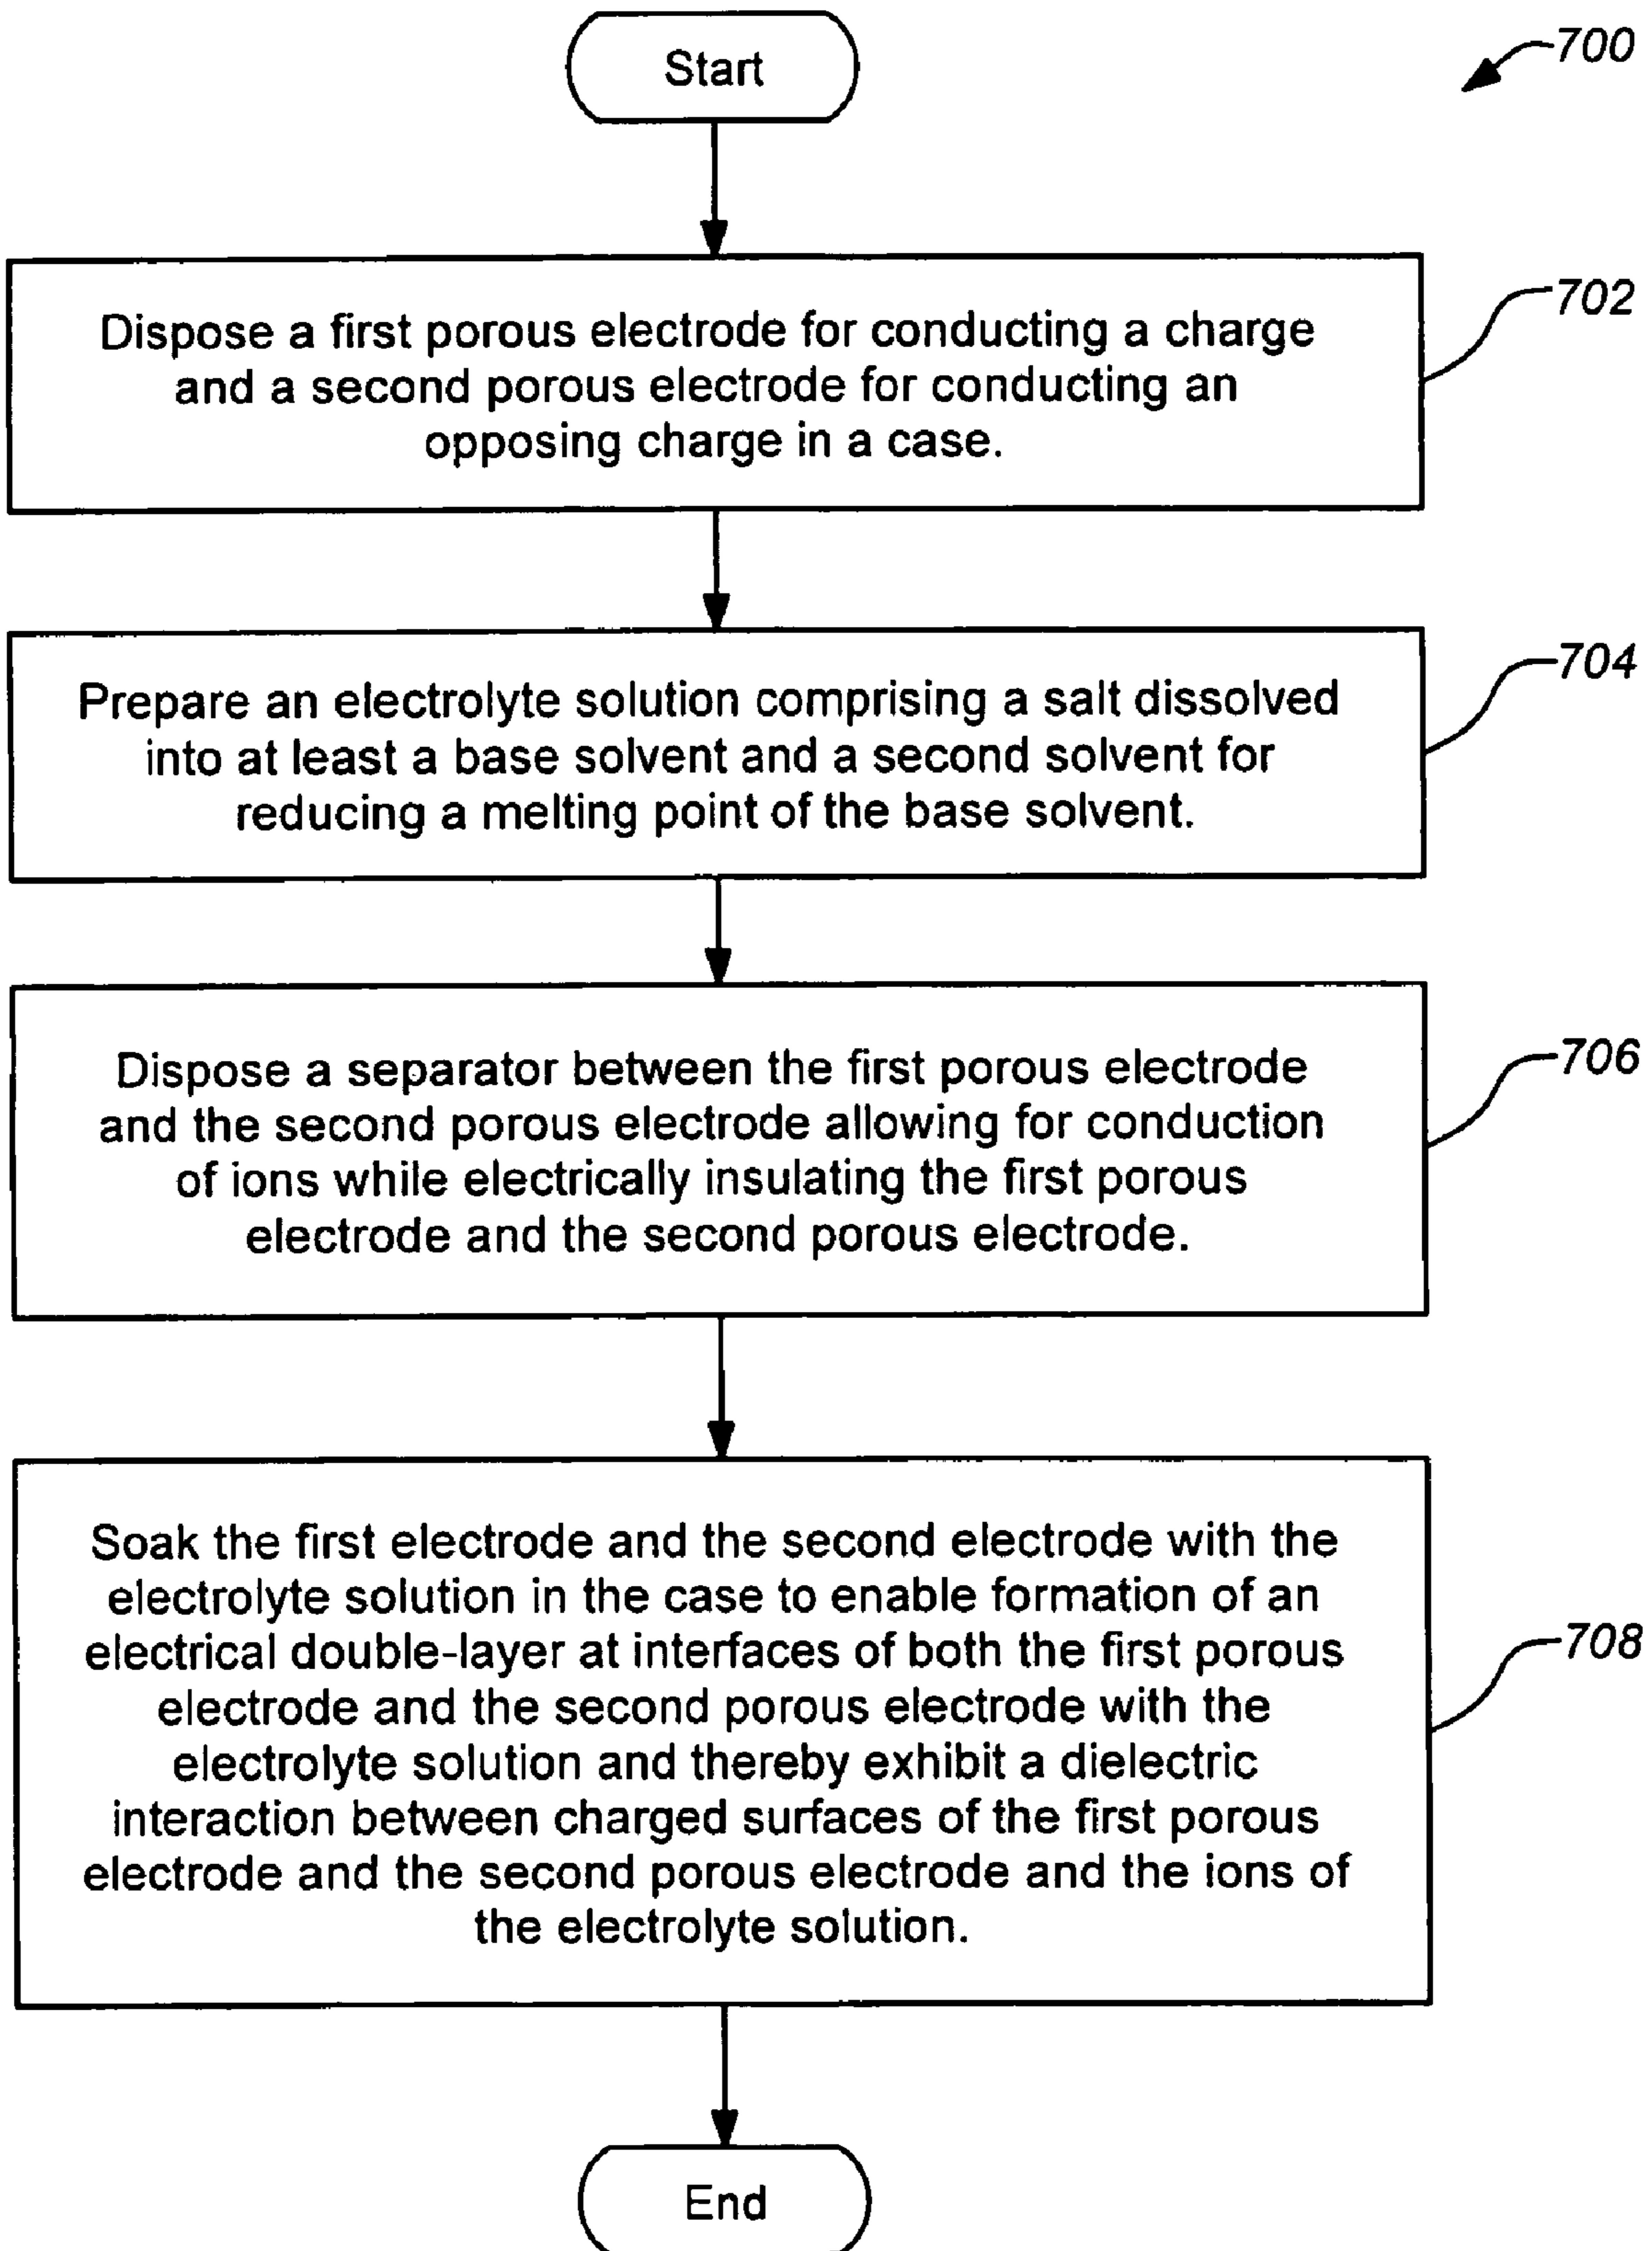 Start
700
Dispose a first porous electrode for conducting a charge
and a second porous electrode for conducting an
opposing charge in a case.
702
Prepare an electrolyte solution comprising a salt dissolved
into at least a base solvent and a second solvent for
reducing a melting point of the base solvent.
704
Dispose a separator between the first porous electrode
and the second porous electrode allowing for conduction
of ions while electrically insulating the first porous
electrode and the second porous electrode.
706
Soak the first electrode and the second electrode with the
electrolyte solution in the case to enable formation of an
electrical double-layer at interfaces of both the first porous
electrode and the second porous electrode with the
electrolyte solution and thereby exhibit a dielectric
interaction between charged surfaces of the first porous
electrode and the second porous electrode and the ions of
the electrolyte solution.
708
End